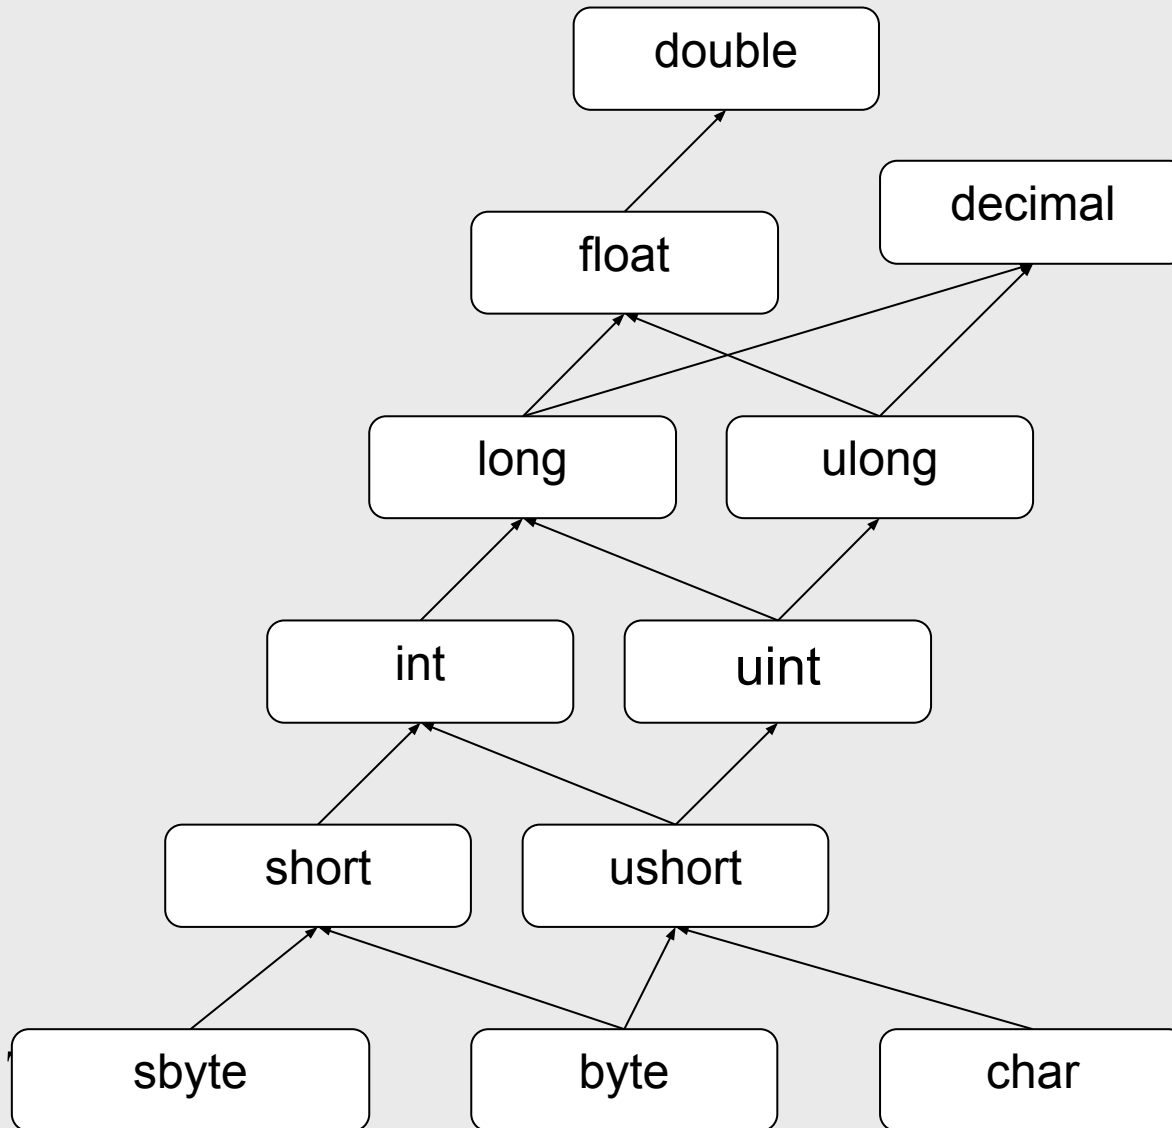 double
decimal
float
long
ulong
int
uint
short
ushort
sbyte
byte
char